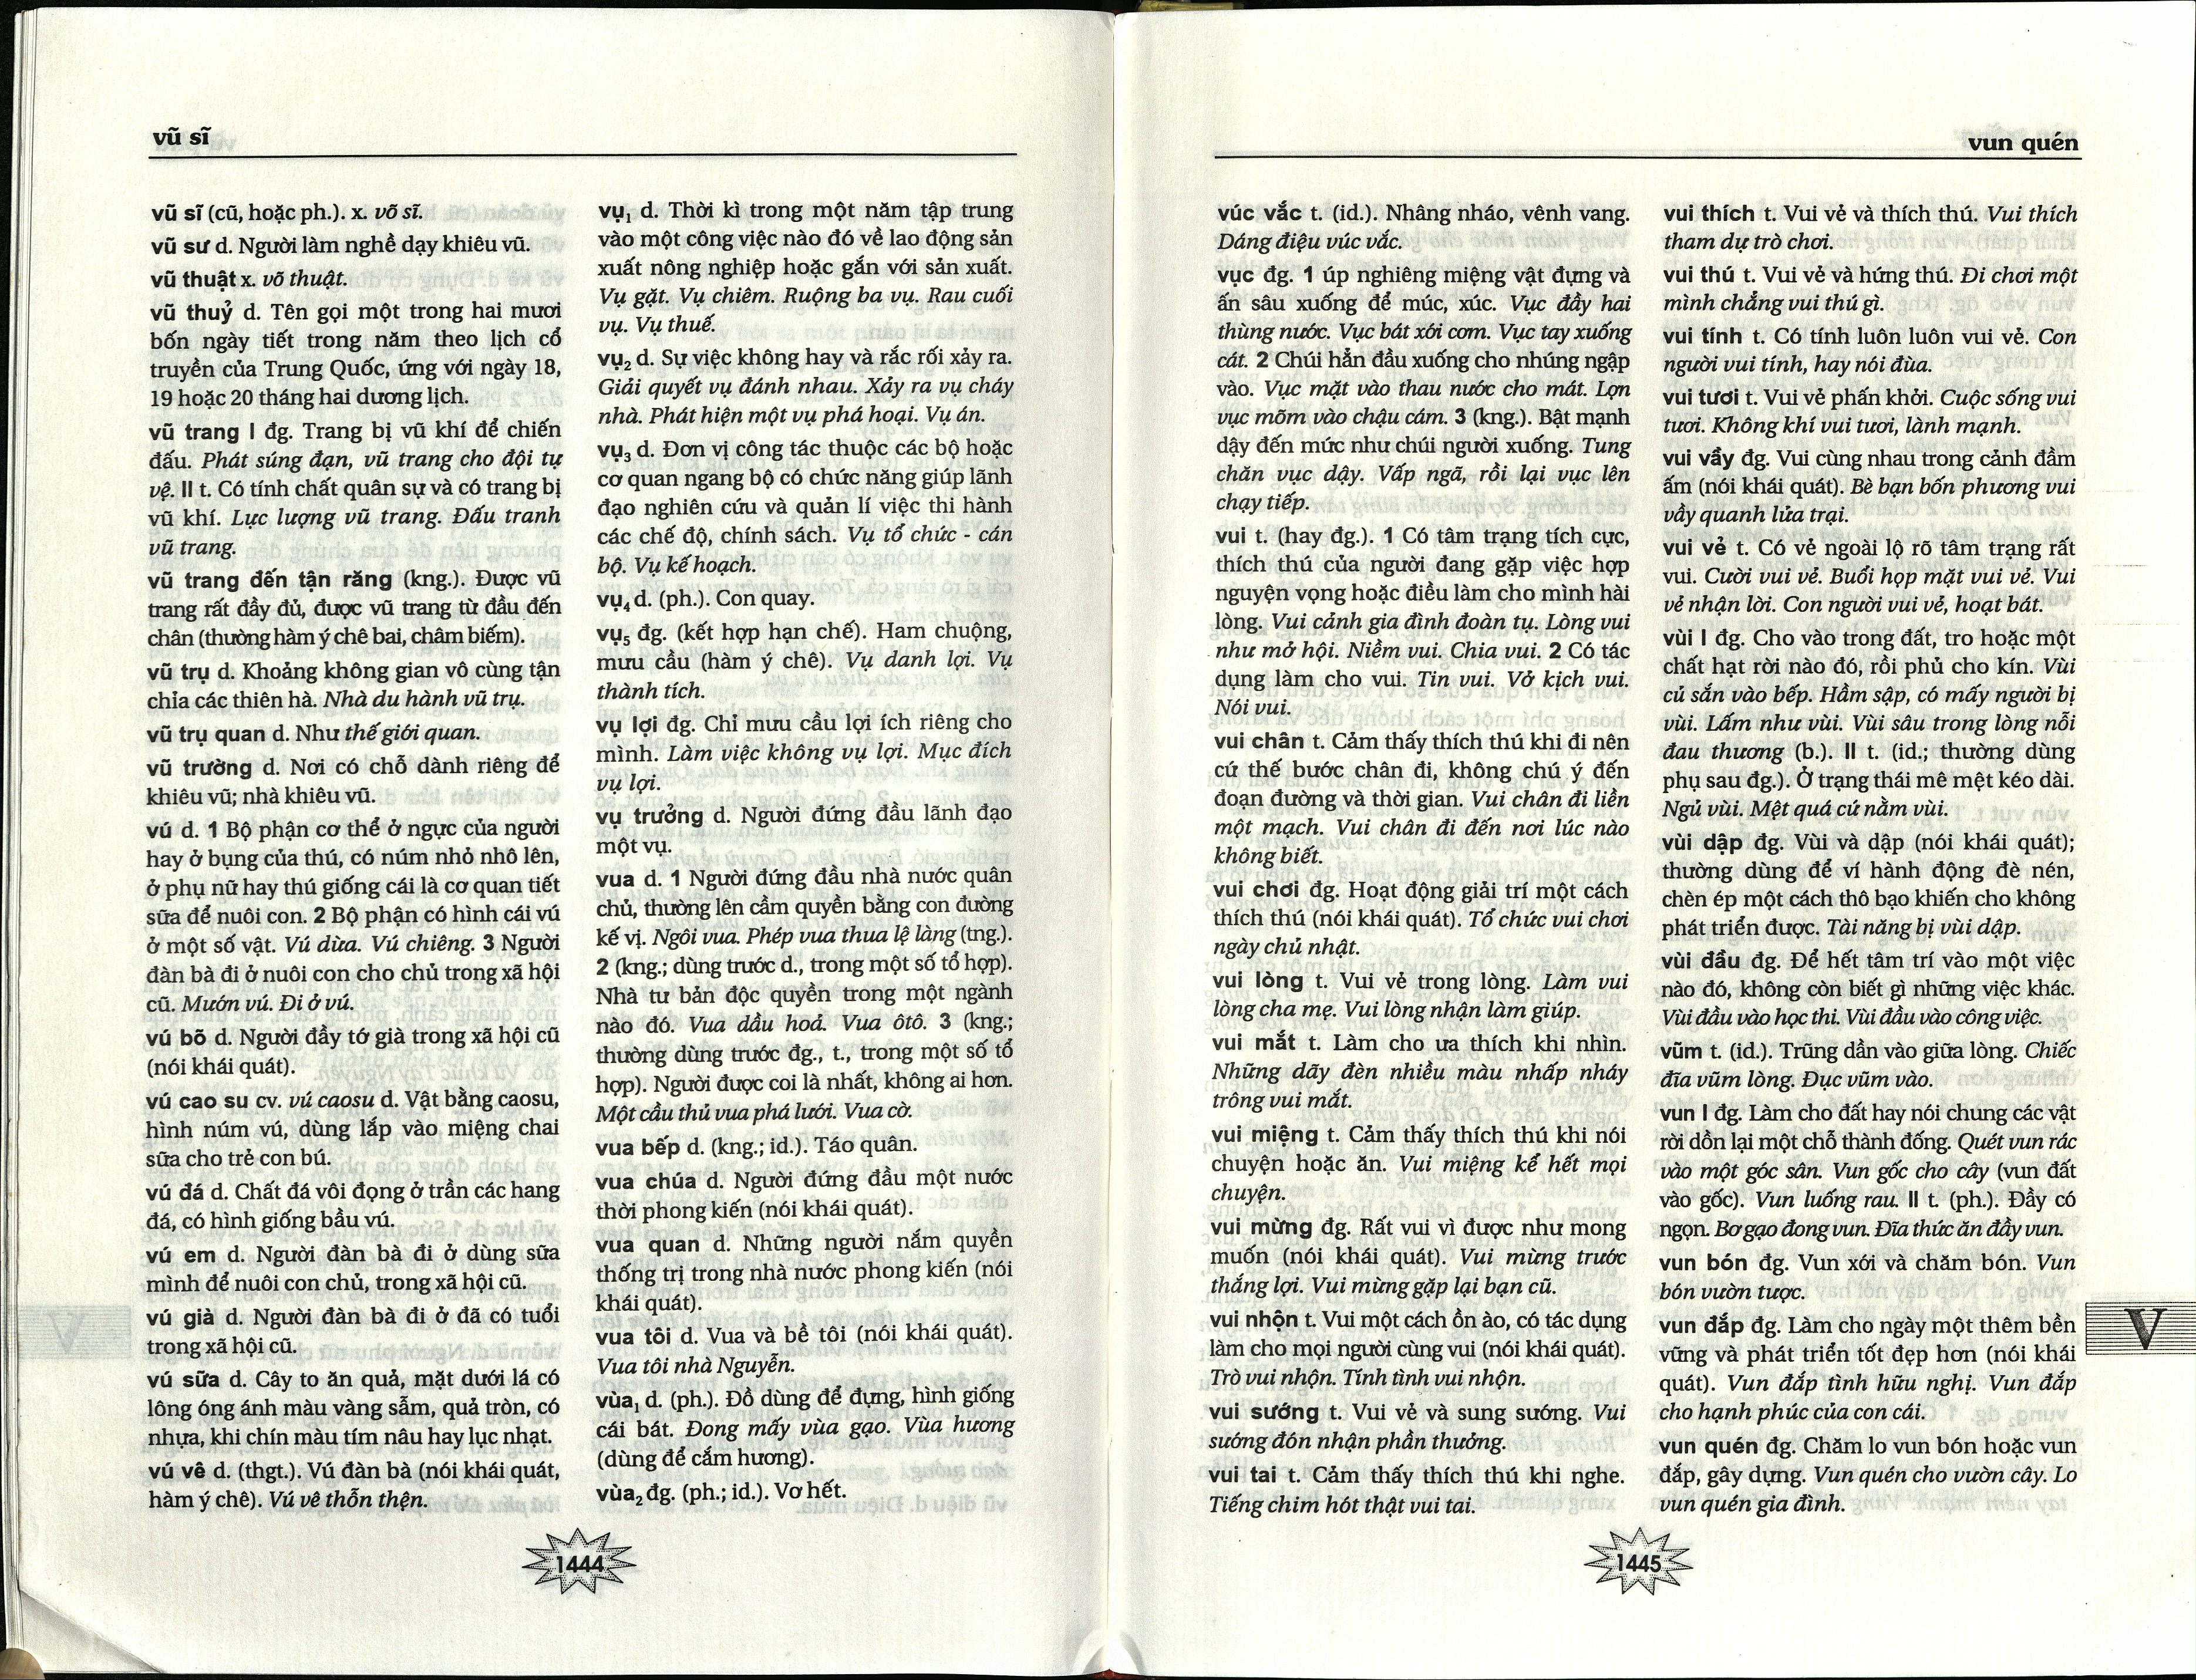 vũ sĩ
vũ sĩ (cũ, hoặc ph.). x. võ sĩ.
vũ sư d. Người làm nghề dạy khiêu vũ.
vũ thuật x. võ thuật.
vũ thuỷ d. Tên gọi một trong hai mươi
bốn ngày tiết trong năm theo lịch cổ
truyền của Trung Quốc, ứng với ngày 18,
19 hoặc 20 tháng hai dương lịch.
vũ trang I đg. Trang bị vũ khí để chiến
đấu. Phát súng đạn, vũ trang cho đội tự
vệ. II t. Có tính chất quân sự và có trang bị
vũ khí. Lực lượng vũ trang. Đấu tranh
vũ trang.
vũ trang đến tận răng (kng.). Được vũ
trang rất đầy đủ, được vũ trang từ đầu đến
chân (thường hàm ý chê bai, châm biếm).
vũ trụ d. Khoảng không gian vô cùng tận
chia các thiên hà. Nhà du hành vũ trụ.
vũ trụ quan d. Như thế giới quan.
vũ trường d. Nơi có chỗ dành riêng để
khiêu vũ; nhà khiêu vũ.
vú d. 1 Bộ phận cơ thể ở ngực của người
hay ở bụng của thú, có núm nhỏ nhô lên,
ở phụ nữ hay thú giống cái là cơ quan tiết
sữa để nuôi con. 2 Bộ phận có hình cái vú
ở một số vật. Vú dừa. Vú chiêng. 3 Người
đàn bà đi ở nuôi con cho chủ trong xã hội
cũ. Mướn vú. Đi ở vú.
vú bõ d. Người đầy tớ già trong xã hội cũ
(nói khái quát).
vú cao su cv. vú caosu d. Vật bằng caosu,
hình núm vú, dùng lắp vào miệng chai
sữa cho trẻ con bú.
vú đá d. Chất đá vôi đọng ở trần các hang
đá, có hình giống bầu vú.
vú em d. Người đàn bà đi ở dùng sữa
mình để nuôi con chủ, trong xã hội cũ.
vú già d. Người đàn bà đi ở đã có tuổi
trong xã hội cũ.
vú sữa d. Cây to ăn quả, mặt dưới lá có
lông óng ánh màu vàng sẫm, quả tròn, có
nhựa, khi chín màu tím nâu hay lục nhạt.
vú vê d. (thgt.). Vú đàn bà (nói khái quát,
hàm ý chê). Vú vê thỗn thện.
vụ₁ d. Thời kì trong một năm tập trung
vào một công việc nào đó về lao động sản
xuất nông nghiệp hoặc gắn với sản xuất.
Vụ gặt. Vụ chiêm. Ruộng ba vụ. Rau cuối
vụ. Vụ thuế.
vụ₂ d. Sự việc không hay và rắc rối xảy ra.
Giải quyết vụ đánh nhau. Xảy ra vụ cháy
nhà. Phát hiện một vụ phá hoại. Vụ án.
vụ₃ d. Đơn vị công tác thuộc các bộ hoặc
cơ quan ngang bộ có chức năng giúp lãnh
đạo nghiên cứu và quản lí việc thi hành
các chế độ, chính sách. Vụ tổ chức - cán
bộ. Vụ kế hoạch.
vụ₄ d. (ph.). Con quay.
vụ₅ đg. (kết hợp hạn chế). Ham chuộng,
mưu cầu (hàm ý chê). Vụ danh lợi. Vụ
thành tích.
vụ lợi đg. Chỉ mưu cầu lợi ích riêng cho
mình. Làm việc không vụ lợi. Mục đích
vụ lợi.
vụ trưởng d. Người đứng đầu lãnh đạo
một vụ.
vua d. 1 Người đứng đầu nhà nước quân
chủ, thường lên cầm quyền bằng con đường
kế vị. Ngôi vua. Phép vua thua lệ làng (tng.).
2 (kng.; dùng trước d., trong một số tổ hợp).
Nhà tư bản độc quyền trong một ngành
nào đó. Vua dầu hoả. Vua ôtô. 3 (kng.;
thường dùng trước đg., t., trong một số tổ
hợp). Người được coi là nhất, không ai hơn.
Một cầu thủ vua phá lưới. Vua cờ.
vua bếp d. (kng.; id.). Táo quân.
vua chúa d. Người đứng đầu một nước
thời phong kiến (nói khái quát).
vua quan d. Những người nắm quyền
thống trị trong nhà nước phong kiến (nói
khái quát).
vua tôi d. Vua và bề tôi (nói khái quát).
Vua tôi nhà Nguyễn.
vùa₁ d. (ph.). Đồ dùng để đựng, hình giống
cái bát. Đong mấy vùa gạo. Vùa hương
(dùng để cắm hương).
vùa₂ đg. (ph.; id.). Vơ hết.
1444
vun quén
vúc vắc t. (id.). Nhâng nháo, vênh vang.
Dáng điệu vúc vắc.
vục đg. 1 úp nghiêng miệng vật đựng và
ấn sâu xuống để múc, xúc. Vục đầy hai
thùng nước. Vục bát xới cơm. Vục tay xuống
cát. 2 Chúi hẳn đầu xuống cho nhúng ngập
vào. Vục mặt vào thau nước cho mát. Lợn
vục mõm vào chậu cám. 3 (kng.). Bật mạnh
dậy đến mức như chúi người xuống. Tung
chăn vục dậy. Vấp ngã, rồi lại vục lên
chạy tiếp.
vui t. (hay đg.). 1 Có tâm trạng tích cực,
thích thú của người đang gặp việc hợp
nguyện vọng hoặc điều làm cho mình hài
lòng. Vui cảnh gia đình đoàn tụ. Lòng vui
như mở hội. Niềm vui. Chia vui. 2 Có tác
dụng làm cho vui. Tin vui. Vở kịch vui.
Nói vui.
vui chân t. Cảm thấy thích thú khi đi nên
cứ thế bước chân đi, không chú ý đến
đoạn đường và thời gian. Vui chân đi liền
một mạch. Vui chân đi đến nơi lúc nào
không biết.
vui chơi đg. Hoạt động giải trí một cách
thích thú (nói khái quát). Tổ chức vui chơi
ngày chủ nhật.
vui lòng t. Vui vẻ trong lòng. Làm vui
lòng cha mẹ. Vui lòng nhận làm giúp.
vui mắt t. Làm cho ưa thích khi nhìn.
Những dãy đèn nhiều màu nhấp nháy
trông vui mắt.
vui miệng t. Cảm thấy thích thú khi nói
chuyện hoặc ăn. Vui miệng kể hết mọi
chuyện.
vui mừng đg. Rất vui vì được như mong
muốn (nói khái quát). Vui mừng trước
thắng lợi. Vui mừng gặp lại bạn cũ.
vui nhộn t. Vui một cách ồn ào, có tác dụng
làm cho mọi người cùng vui (nói khái quát).
Trò vui nhộn. Tính tình vui nhộn.
vui sướng t. Vui vẻ và sung sướng. Vui
sướng đón nhận phần thưởng.
vui tai t. Cảm thấy thích thú khi nghe.
Tiếng chim hót thật vui tai.
vui thích t. Vui vẻ và thích thú. Vui thích
tham dự trò chơi.
vui thú t. Vui vẻ và hứng thú. Đi chơi một
mình chẳng vui thú gì.
vui tính t. Có tính luôn luôn vui vẻ. Con
người vui tính, hay nói đùa.
vui tươi t. Vui vẻ phấn khởi. Cuộc sống vui
tươi. Không khí vui tươi, lành mạnh.
vui vầy đg. Vui cùng nhau trong cảnh đầm
ấm (nói khái quát). Bè bạn bốn phương vui
vầy quanh lửa trại.
vui vẻ t. Có vẻ ngoài lộ rõ tâm trạng rất
vui. Cười vui vẻ. Buổi họp mặt vui vẻ. Vui
vẻ nhận lời. Con người vui vẻ, hoạt bát.
vùi I đg. Cho vào trong đất, tro hoặc một
chất hạt rời nào đó, rồi phủ cho kín. Vùi
củ sắn vào bếp. Hầm sập, có mấy người bị
vùi. Lấm như vùi. Vùi sâu trong lòng nỗi
đau thương (b.). II t. (id.; thường dùng
phụ sau đg.). Ở trạng thái mê mệt kéo dài.
Ngủ vùi. Mệt quá cứ nằm vùi.
vùi dập đg. Vùi và dập (nói khái quát);
thường dùng để ví hành động đè nén,
chèn ép một cách thô bạo khiến cho không
phát triển được. Tài năng bị vùi dập.
vùi đầu đg. Để hết tâm trí vào một việc
nào đó, không còn biết gì những việc khác.
Vùi đầu vào học thi. Vùi đầu vào công việc.
vũm t. (id.). Trũng dần vào giữa lòng. Chiếc
đĩa vũm lòng. Đục vũm vào.
vun I đg. Làm cho đất hay nói chung các vật
rời dồn lại một chỗ thành đống. Quét vun rác
vào một góc sân. Vun gốc cho cây (vun đất
vào gốc). Vun luống rau. II t. (ph.). Đầy có
ngọn. Bơ gạo đong vun. Đĩa thức ăn đầy vun.
vun bón đg. Vun xới và chăm bón. Vun
bón vườn tược.
vun đắp đg. Làm cho ngày một thêm bền
vững và phát triển tốt đẹp hơn (nói khái
quát). Vun đắp tình hữu nghị. Vun đắp
cho hạnh phúc của con cái.
vun quén đg. Chăm lo vun bón hoặc vun
đắp, gây dựng. Vun quén cho vườn cây. Lo
vun quén gia đình.
V
1445